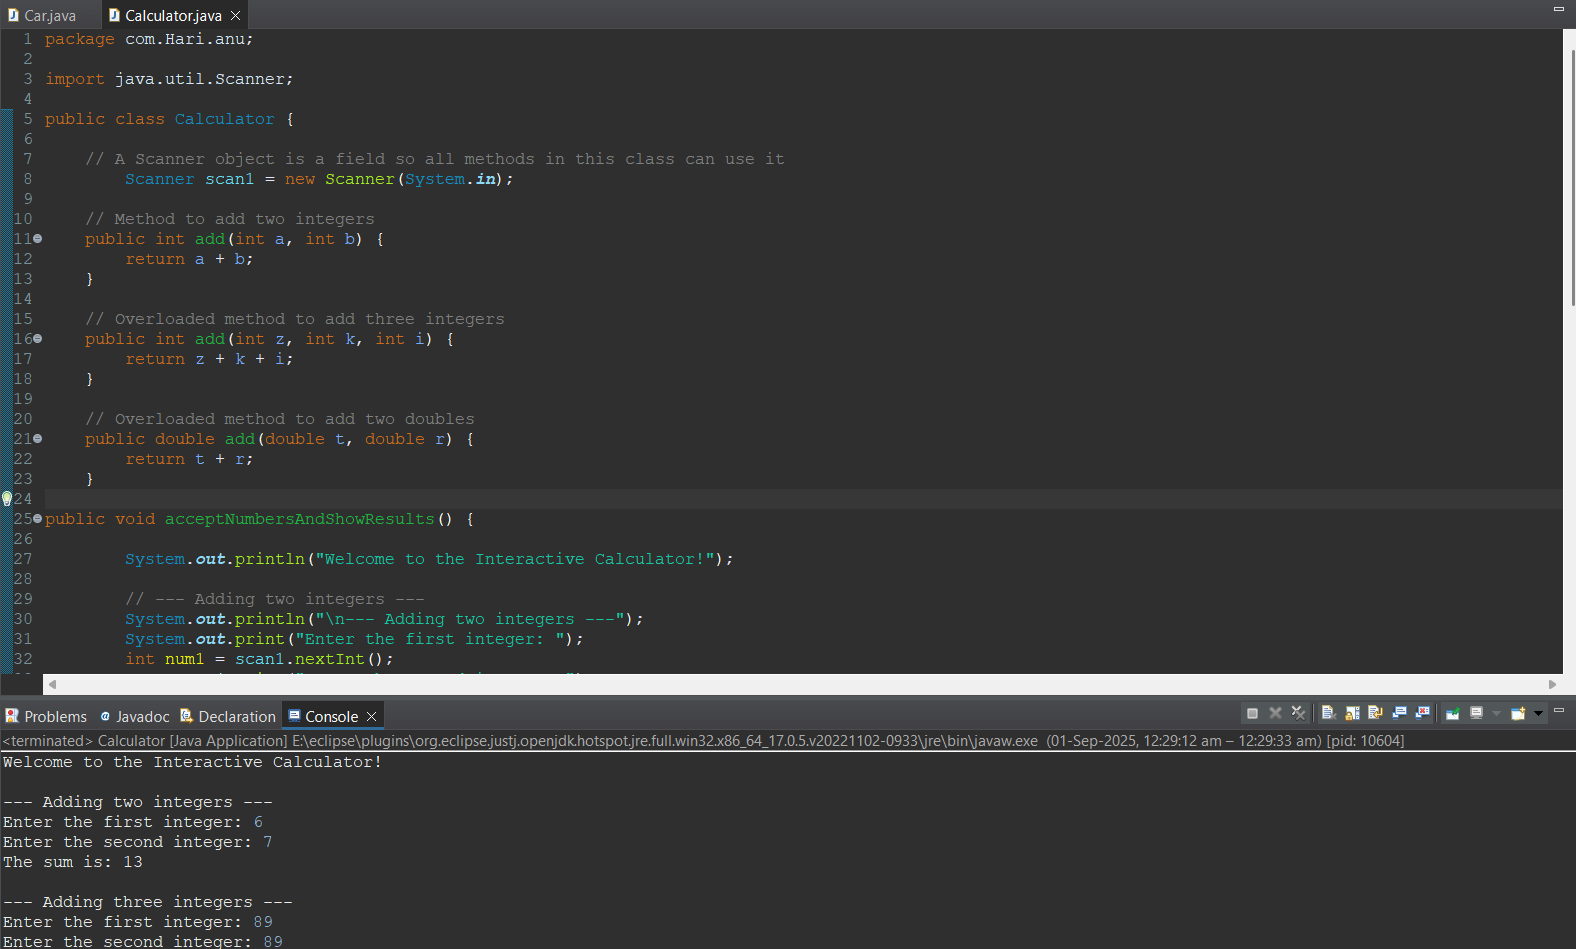 Car.java
Calculator.java
1 package com.Hari.anu;
2
3 import java.util.Scanner;
4
5 public class Calculator {
6
7     // A Scanner object is a field so all methods in this class can use it
8         Scanner scan1 = new Scanner(System.in);
9
10     // Method to add two integers
11     public int add(int a, int b) {
12         return a + b;
13     }
14
15     // Overloaded method to add three integers
16     public int add(int z, int k, int i) {
17         return z + k + i;
18     }
19
20     // Overloaded method to add two doubles
21     public double add(double t, double r) {
22         return t + r;
23     }
24
25 public void acceptNumbersAndShowResults() {
26
27         System.out.println("Welcome to the Interactive Calculator!");
28
29         // --- Adding two integers ---
30         System.out.println("\n--- Adding two integers ---");
31         System.out.print("Enter the first integer: ");
32         int num1 = scan1.nextInt();
Problems
Javadoc
Declaration
Console
<terminated> Calculator [Java Application] E:\eclipse\plugins\org.eclipse.justj.openjdk.hotspot.jre.full.win32.x86_64_17.0.5.v20221102-0933\jre\bin\javaw.exe (01-Sep-2025, 12:29:12 am – 12:29:33 am) [pid: 10604]
Welcome to the Interactive Calculator!

--- Adding two integers ---
Enter the first integer: 6
Enter the second integer: 7
The sum is: 13

--- Adding three integers ---
Enter the first integer: 89
Enter the second integer: 89